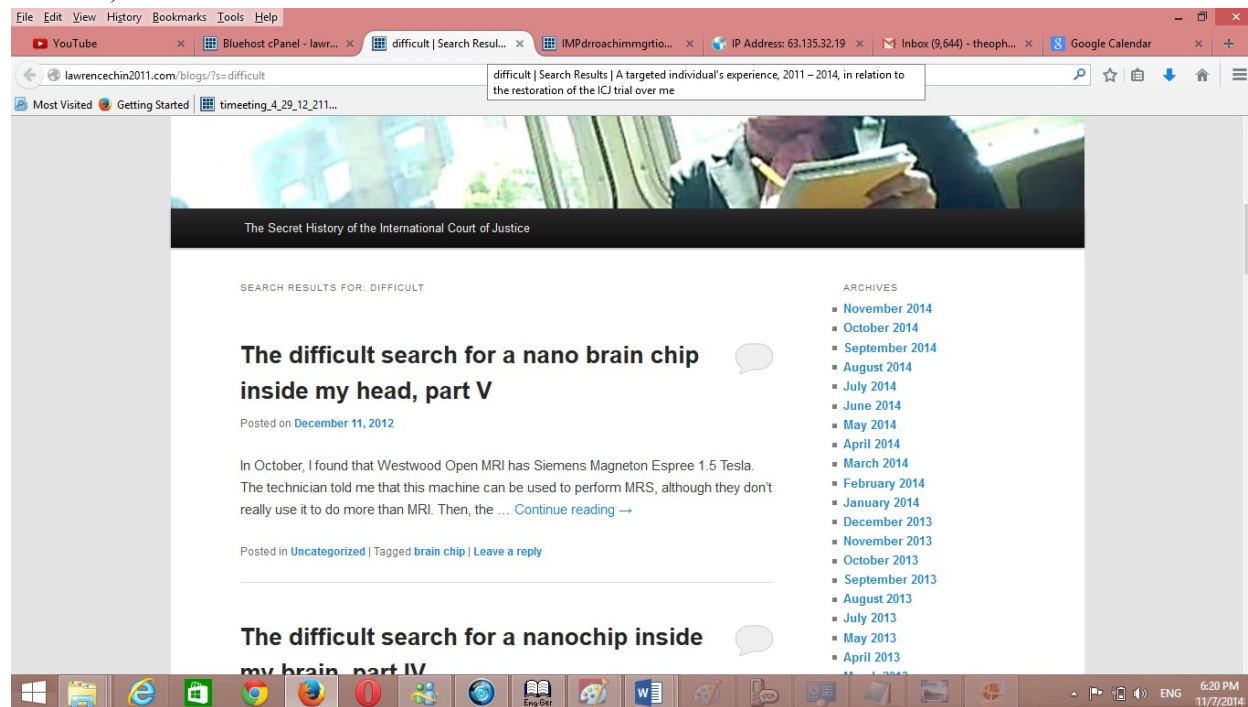 File Edit View History Bookmarks Tools Help
YouTube
Bluehost cPanel - lawr...
difficult | Search Resul...
IMPdrroachimmgrtio...
IP Address: 63.135.32.19
Inbox (9,644) - theoph...
Google Calendar
lawrencechin2011.com/blogs/?s=difficult
difficult | Search Results | A targeted individual's experience, 2011 – 2014, in relation to
the restoration of the ICJ trial over me
Most Visited Getting Started timeeting_4_29_12_211...
The Secret History of the International Court of Justice
SEARCH RESULTS FOR: DIFFICULT
The difficult search for a nano brain chip
inside my head, part V
Posted on December 11, 2012
In October, I found that Westwood Open MRI has Siemens Magneton Espree 1.5 Tesla.
The technician told me that this machine can be used to perform MRS, although they don't
really use it to do more than MRI. Then, the … Continue reading →
Posted in Uncategorized | Tagged brain chip | Leave a reply
The difficult search for a nanochip inside
my brain, part IV
ARCHIVES
November 2014
October 2014
September 2014
August 2014
July 2014
June 2014
May 2014
April 2014
March 2014
February 2014
January 2014
December 2013
November 2013
October 2013
September 2013
August 2013
July 2013
May 2013
April 2013
Eng Ger
ENG
6:20 PM
11/7/2014